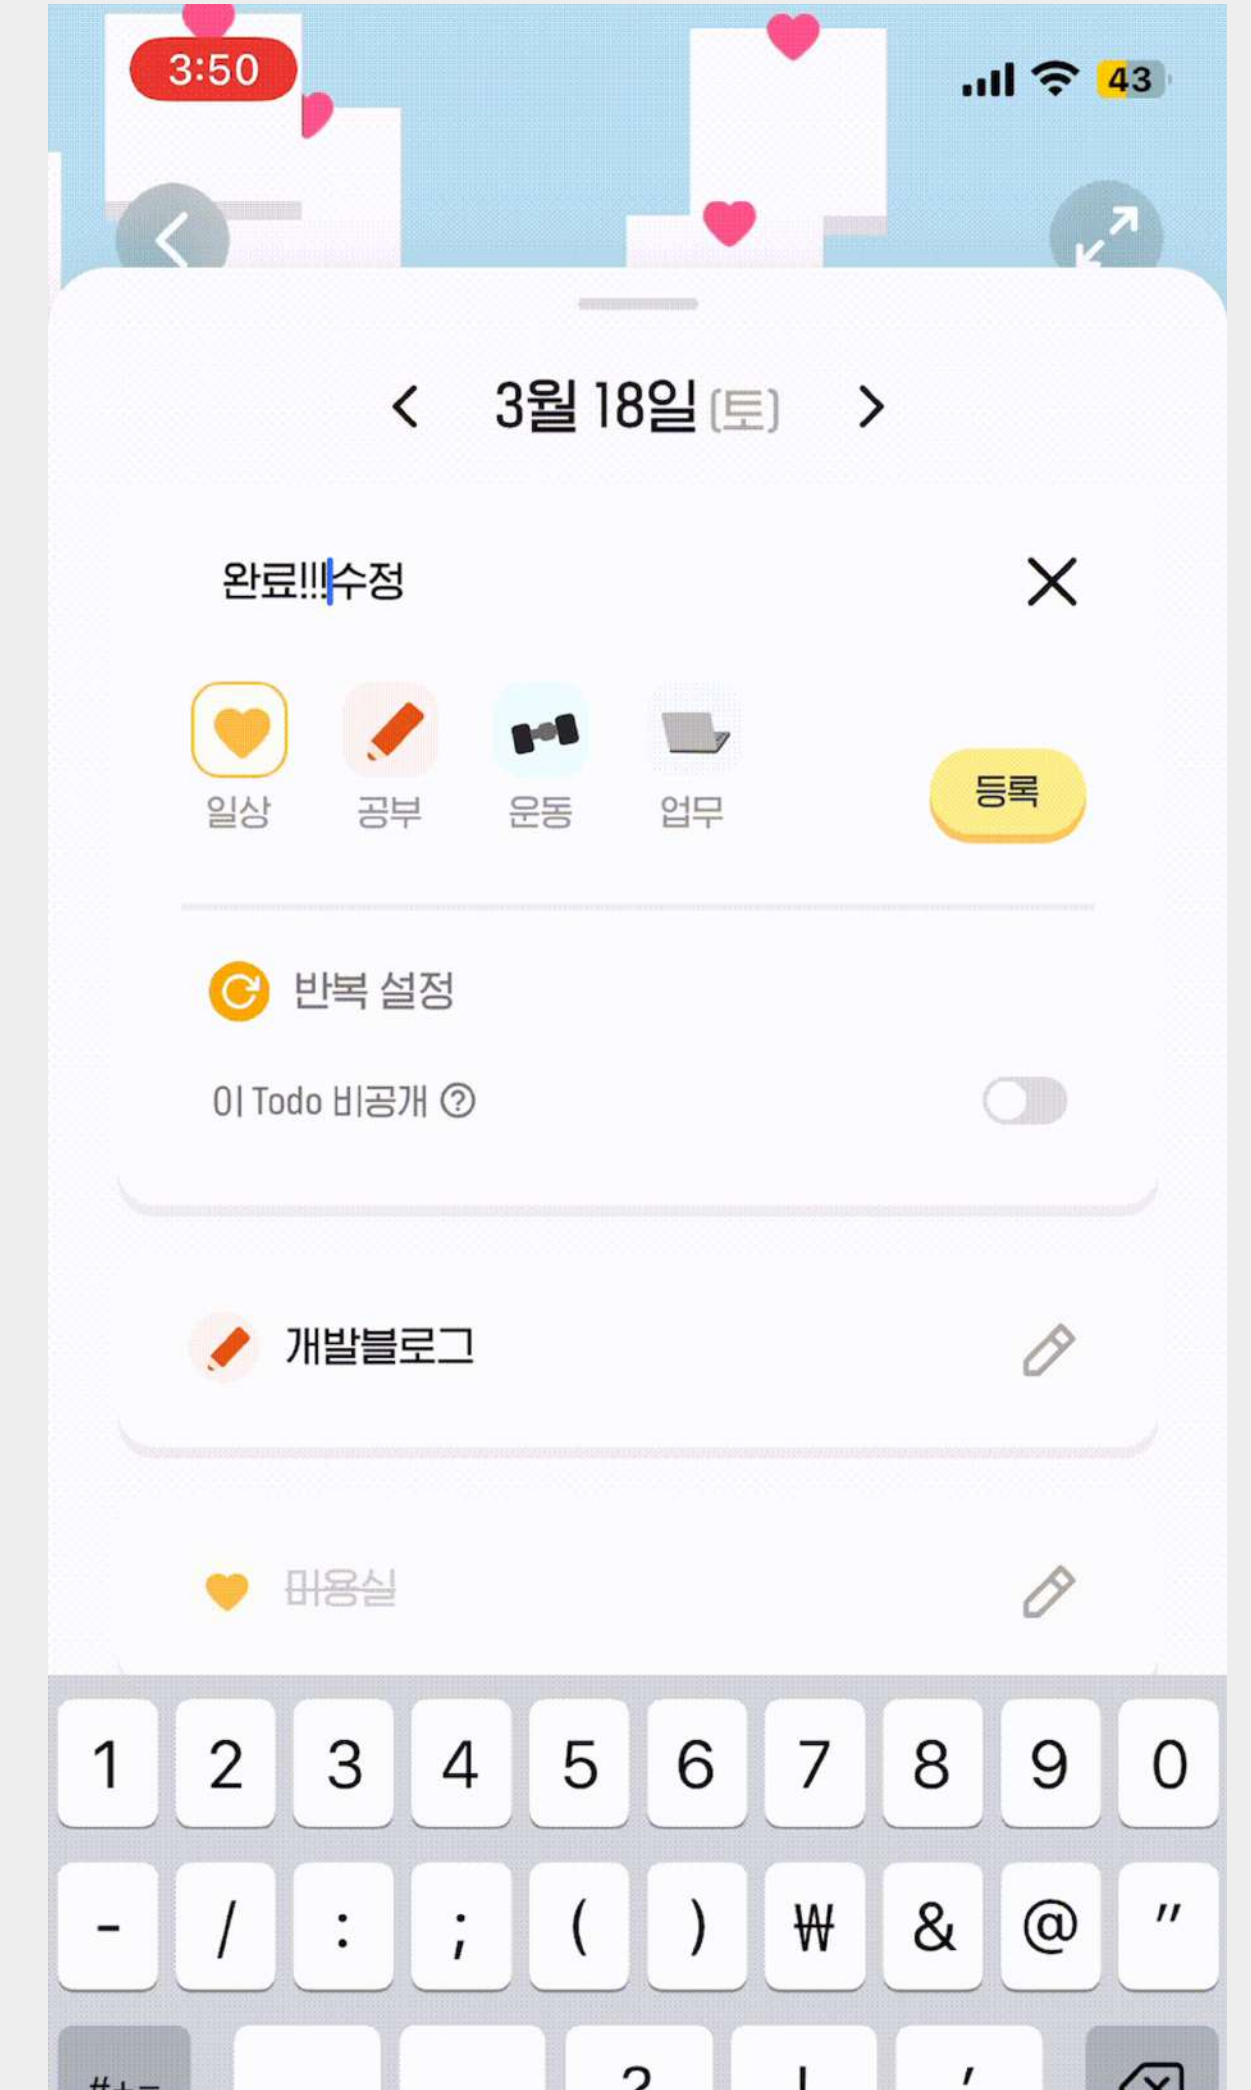 3:50
43
3월 18일 (토)
완료!!!수정
일상 공부 운동 업무
등록
반복 설정
이 Todo 비공개 ?
개발블로그
미용실
1 2 3 4 5 6 7 8 9 0
- / : ; ( ) ₩ & @ "
#+= ? ! '